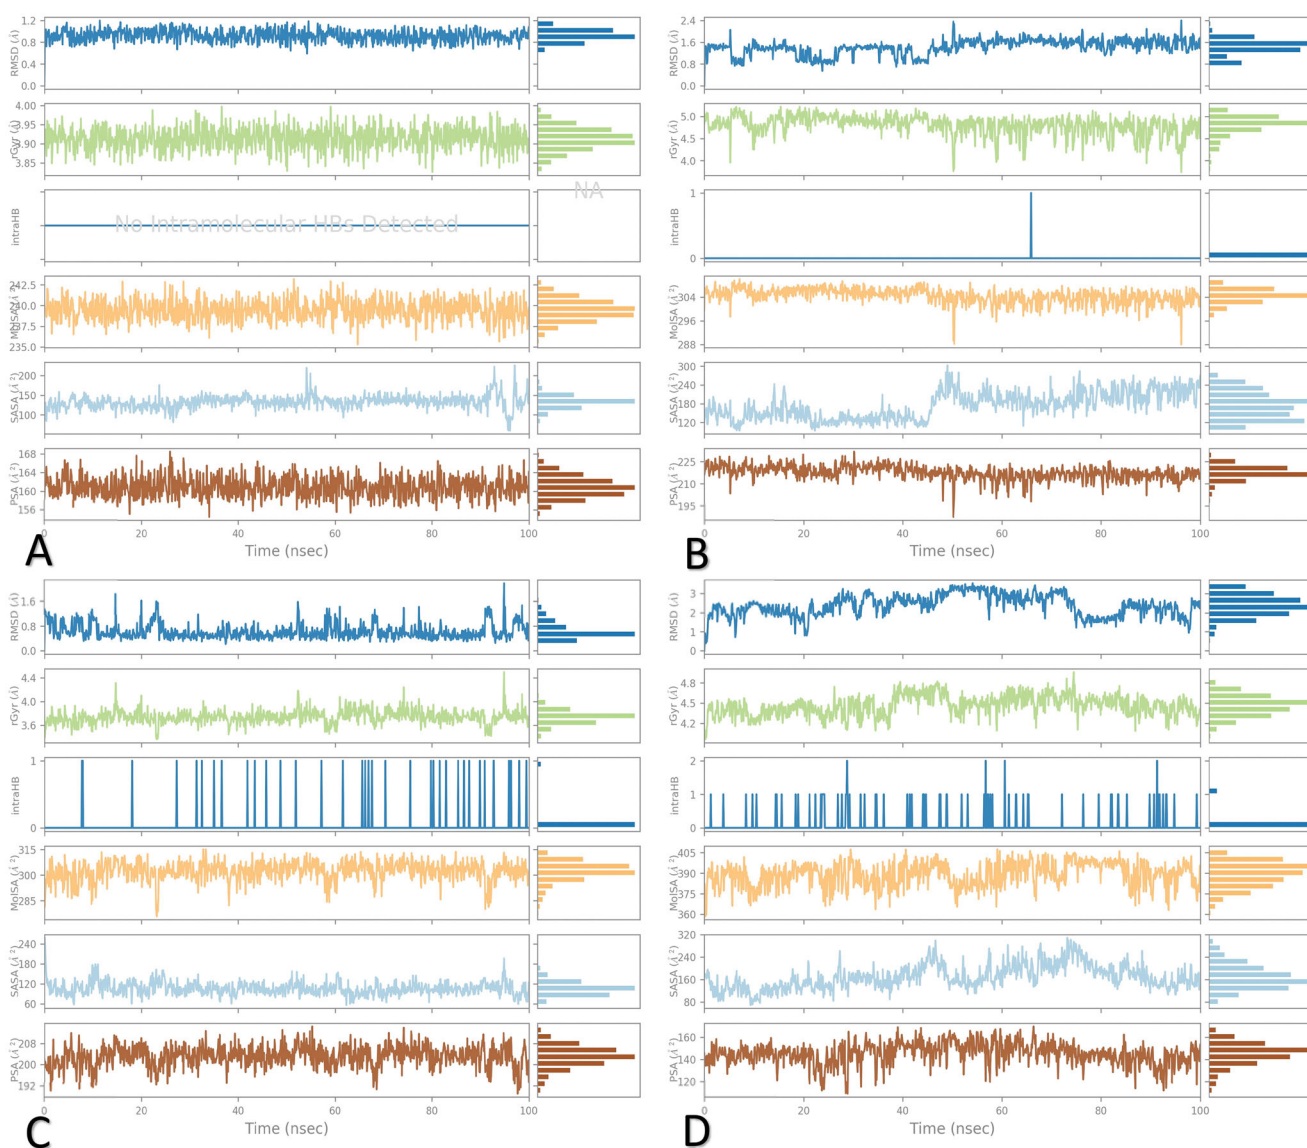 1.2
0.8
0.4
0.0
RMSD (Å)
4.00
3.95
3.90
3.85
rGyr (Å)
intraHB
No Intramolecular HBs Detected
NA
242.5
240.0
237.5
235.0
MolSA (Å²)
200
100
SASA (Å²)
168
164
160
156
PSA (Å²)
0 20 40 60 80 100
Time (nsec)
A
2.4
1.6
0.8
0.0
RMSD (Å)
5.0
4.5
4.0
rGyr (Å)
1
0
intraHB
304
296
288
MolSA (Å²)
300
240
180
120
SASA (Å²)
225
210
195
PSA (Å²)
0 20 40 60 80 100
Time (nsec)
B
1.6
0.8
0.0
RMSD (Å)
4.4
4.0
3.6
rGyr (Å)
1
0
intraHB
315
300
285
MolSA (Å²)
240
180
120
60
SASA (Å²)
208
200
192
PSA (Å²)
0 20 40 60 80 100
Time (nsec)
C
3
2
1
0
RMSD (Å)
4.8
4.5
4.2
rGyr (Å)
2
1
0
intraHB
405
390
375
360
MolSA (Å²)
320
240
160
80
SASA (Å²)
160
140
120
PSA (Å²)
0 20 40 60 80 100
Time (nsec)
D